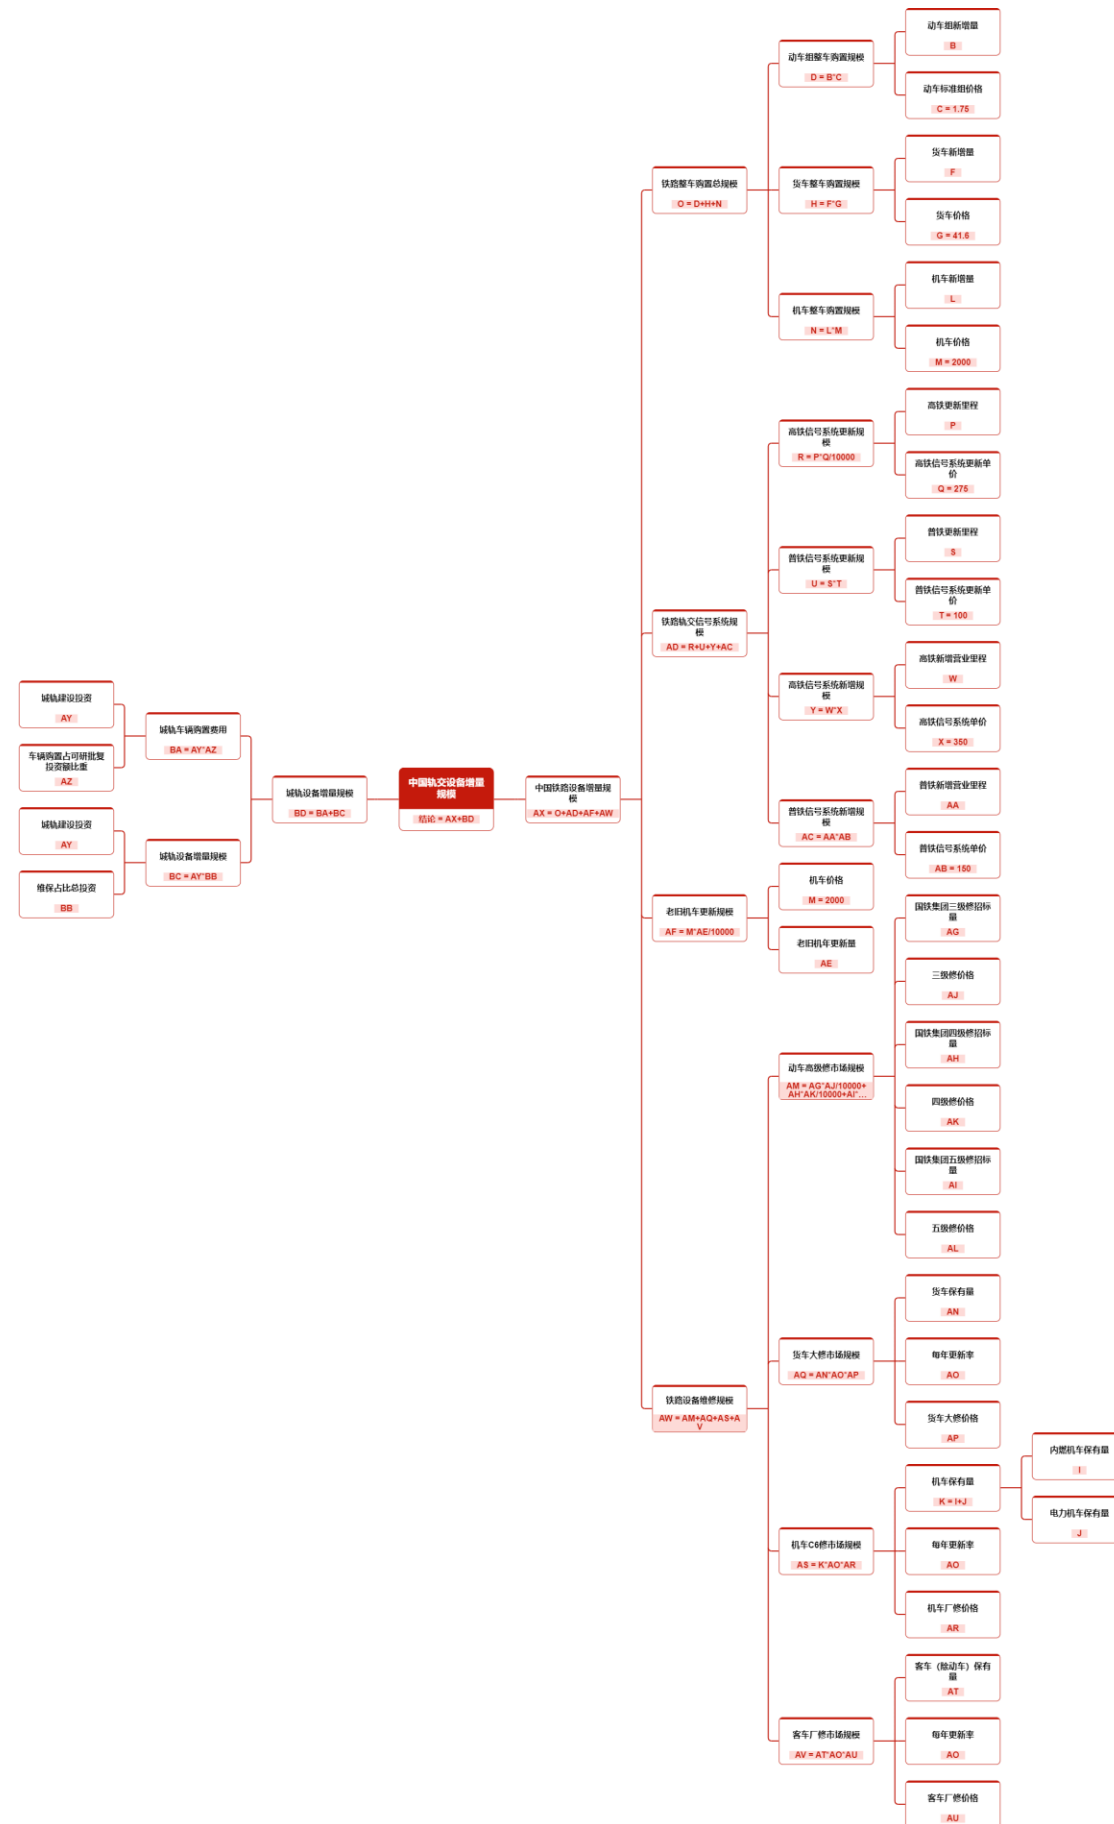 城轨建设投资
AY
车辆购置占可研批复
投资额比重
AZ
城轨建设投资
AY
维保占比总投资
BB
城轨车辆购置费用
BA = AY*AZ
城轨设备增量规模
BC = AY*BB
城轨设备增量规模
BD = BA+BC
中国轨交设备增量
规模
结论 = AX+BD
中国铁路设备增量规
模
AX = O+AD+AF+AW
铁路整车购置总规模
O = D+H+N
动车组整车购置规模
D = B*C
动车组新增量
B
动车标准组价格
C = 1.75
货车整车购置规模
H = F*G
货车新增量
F
货车价格
G = 41.6
机车整车购置规模
N = L*M
机车新增量
L
机车价格
M = 2000
铁路轨交信号系统规
模
AD = R+U+Y+AC
高铁信号系统更新规
模
R = P*Q/10000
高铁更新里程
P
高铁信号系统更新单
价
Q = 275
普铁信号系统更新规
模
U = S*T
普铁更新里程
S
普铁信号系统更新单
价
T = 100
高铁信号系统新增规
模
Y = W*X
高铁新增营业里程
W
高铁信号系统单价
X = 350
普铁信号系统新增规
模
AC = AA*AB
普铁新增营业里程
AA
普铁信号系统单价
AB = 150
老旧机车更新规模
AF = M*AE/10000
机车价格
M = 2000
老旧机年更新量
AE
铁路设备维修规模
AW = AM+AQ+AS+A
V
动车高级修市场规模
AM = AG*AJ/10000+
AH*AK/10000+AI*...
国铁集团三级修招标
量
AG
三级修价格
AJ
国铁集团四级修招标
量
AH
四级修价格
AK
国铁集团五级修招标
量
AI
五级修价格
AL
货车大修市场规模
AQ = AN*AO*AP
货车保有量
AN
每年更新率
AO
货车大修价格
AP
机车C6修市场规模
AS = K*AO*AR
机车保有量
K = I+J
内燃机车保有量
I
电力机车保有量
J
每年更新率
AO
机车厂修价格
AR
客车厂修市场规模
AV = AT*AO*AU
客车（除动车）保有
量
AT
每年更新率
AO
客车厂修价格
AU